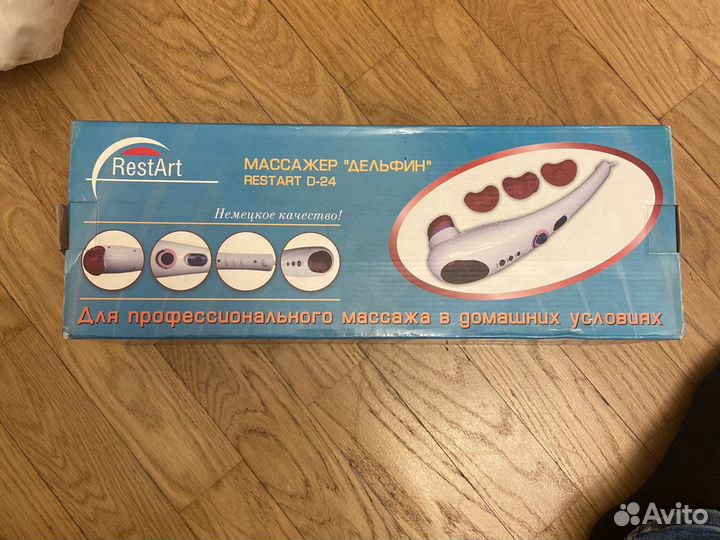 RestArt
МАССАЖЕР "ДЕЛЬФИН"
RESTART D-24
Немецкое качество!
Для профессионального массажа в домашних условиях
Avito